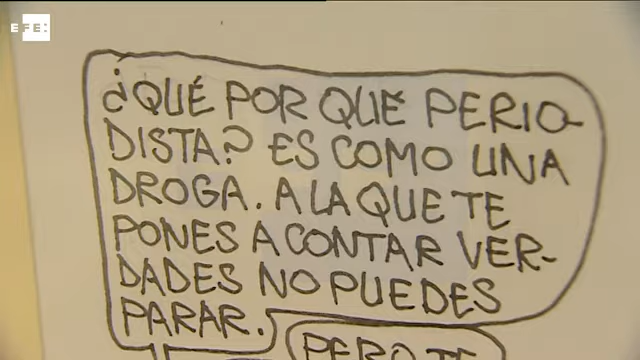 EFE:
¿QUÉ POR QUÉ PERIO-
DISTA? ES COMO UNA
DROGA. A LA QUE TE
PONES A CONTAR VER-
DADES NO PUEDES
PARAR.
PERO TE